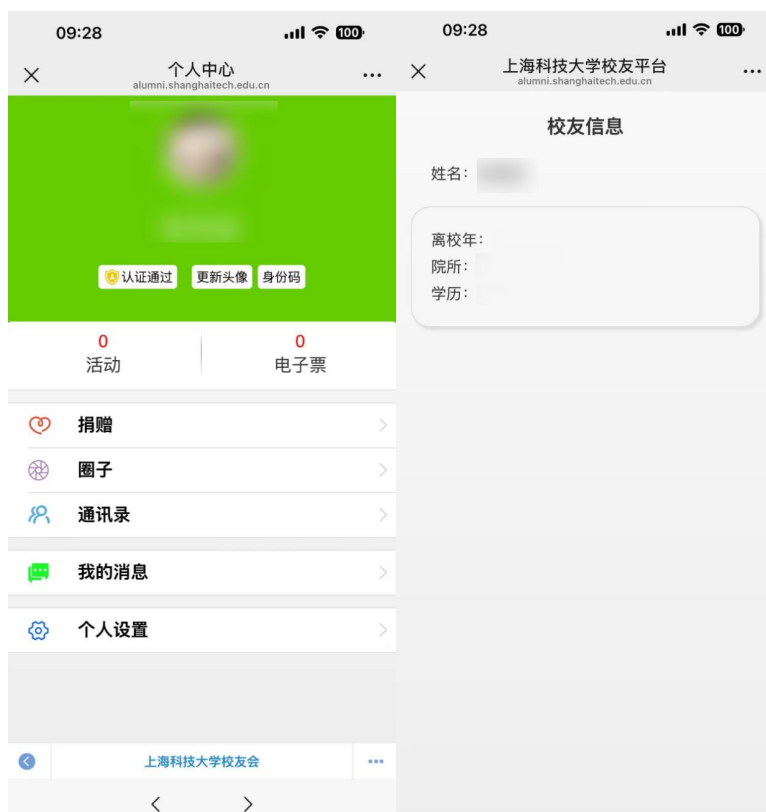 09:28
100
个人中心
alumni.shanghaitech.edu.cn
认证通过
更新头像
身份码
0
活动
0
电子票
捐赠
圈子
通讯录
我的消息
个人设置
上海科技大学校友会
09:28
100
上海科技大学校友平台
alumni.shanghaitech.edu.cn
校友信息
姓名：
离校年：
院所：
学历：